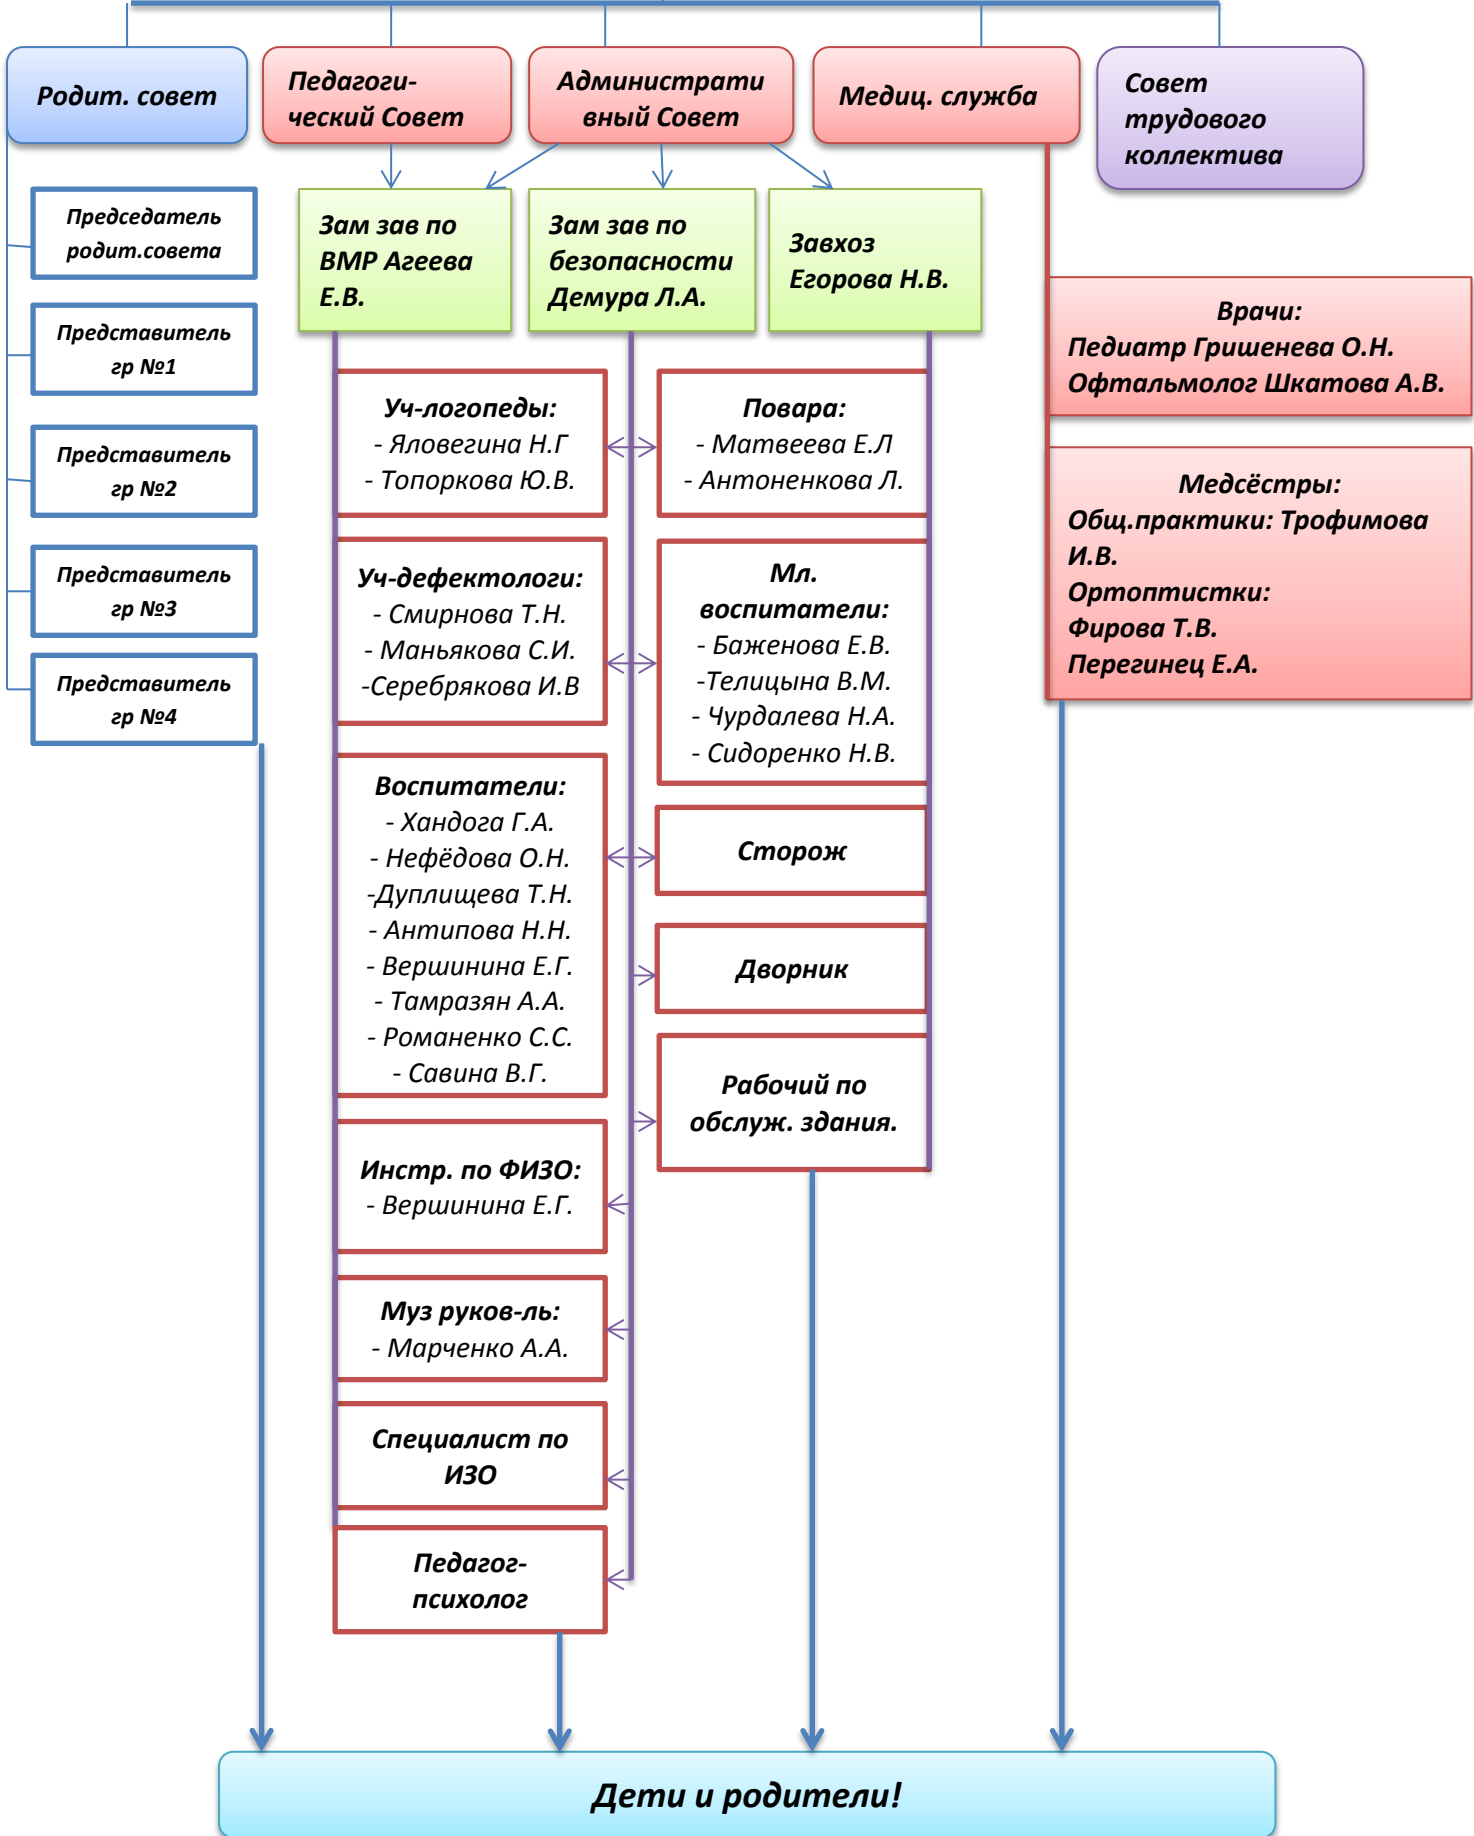 Родит. совет
Педагоги-
ческий Совет
Административ
вный Совет
Медиц. служба
Совет
трудового
коллектива
Председатель
родит.совета
Представитель
гр №1
Представитель
гр №2
Представитель
гр №3
Представитель
гр №4
Зам зав по
ВМР Агеева
Е.В.
Зам зав по
безопасности
Демура Л.А.
Завхоз
Егорова Н.В.
Уч-логопеды:
- Яловегина Н.Г
- Топоркова Ю.В.
Уч-дефектологи:
- Смирнова Т.Н.
- Маньякова С.И.
-Серебрякова И.В
Воспитатели:
- Хандога Г.А.
- Нефёдова О.Н.
-Дуплищева Т.Н.
- Антипова Н.Н.
- Вершинина Е.Г.
- Тамразян А.А.
- Романенко С.С.
- Савина В.Г.
Инстр. по ФИЗО:
- Вершинина Е.Г.
Муз руков-ль:
- Марченко А.А.
Специалист по
ИЗО
Педагог-
психолог
Повара:
- Матвеева Е.Л
- Антоненкова Л.
Мл.
воспитатели:
- Баженова Е.В.
-Телицына В.М.
- Чурдалева Н.А.
- Сидоренко Н.В.
Сторож
Дворник
Рабочий по
обслуж. здания.
Врачи:
Педиатр Гришенева О.Н.
Офтальмолог Шкатова А.В.
Медсёстры:
Общ.практики: Трофимова
И.В.
Ортоптистки:
Фирова Т.В.
Перегинец Е.А.
Дети и родители!